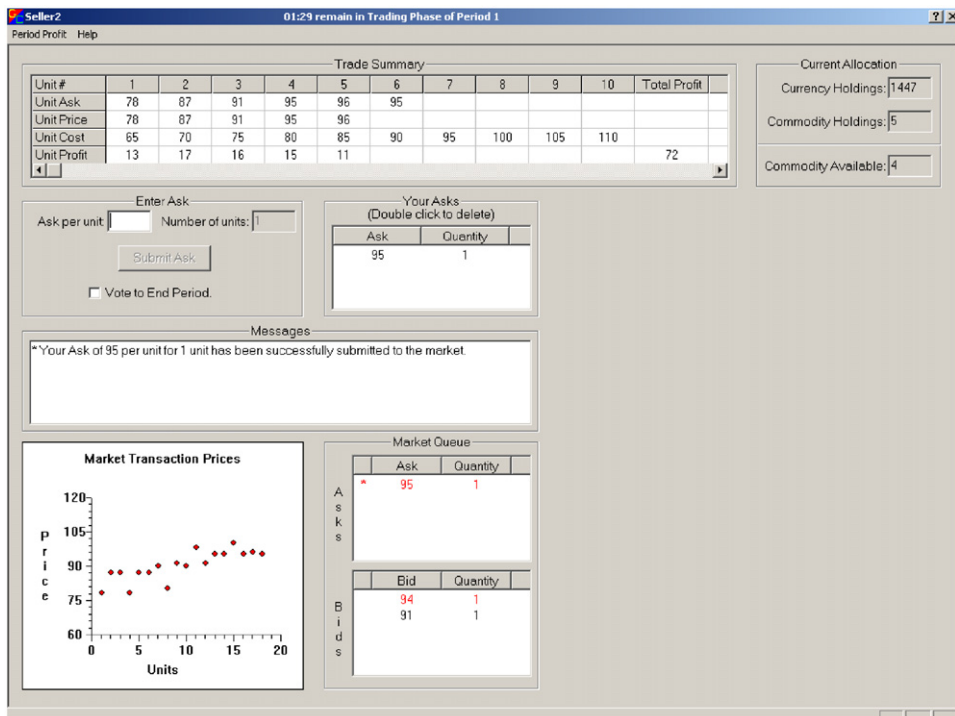 Seller2 01:29 remain in Trading Phase of Period 1
Period Profit Help
Trade Summary
Unit # 1 2 3 4 5 6 7 8 9 10 Total Profit
Unit Ask 78 87 91 95 96 95
Unit Price 78 87 91 95 96
Unit Cost 65 70 75 80 85 90 95 100 105 110
Unit Profit 13 17 16 15 11 72
Current Allocation
Currency Holdings: 1447
Commodity Holdings: 5
Commodity Available: 4
Enter Ask
Ask per unit: Number of units: 1
Submit Ask
Vote to End Period.
Your Asks
(Double click to delete)
Ask Quantity
95 1
Messages
* Your Ask of 95 per unit for 1 unit has been successfully submitted to the market.
Market Transaction Prices
Price
120
105
90
75
60
0 5 10 15 20
Units
Market Queue
Asks
Ask Quantity
* 95 1
Bids
Bid Quantity
94 1
91 1